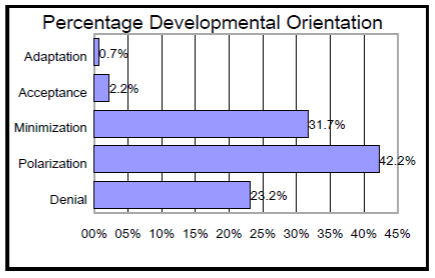 Percentage Developmental Orientation
Adaptation 0.7%
Acceptance 2.2%
Minimization 31.7%
Polarization 42.2%
Denial 23.2%
00% 05% 10% 15% 20% 25% 30% 35% 40% 45%